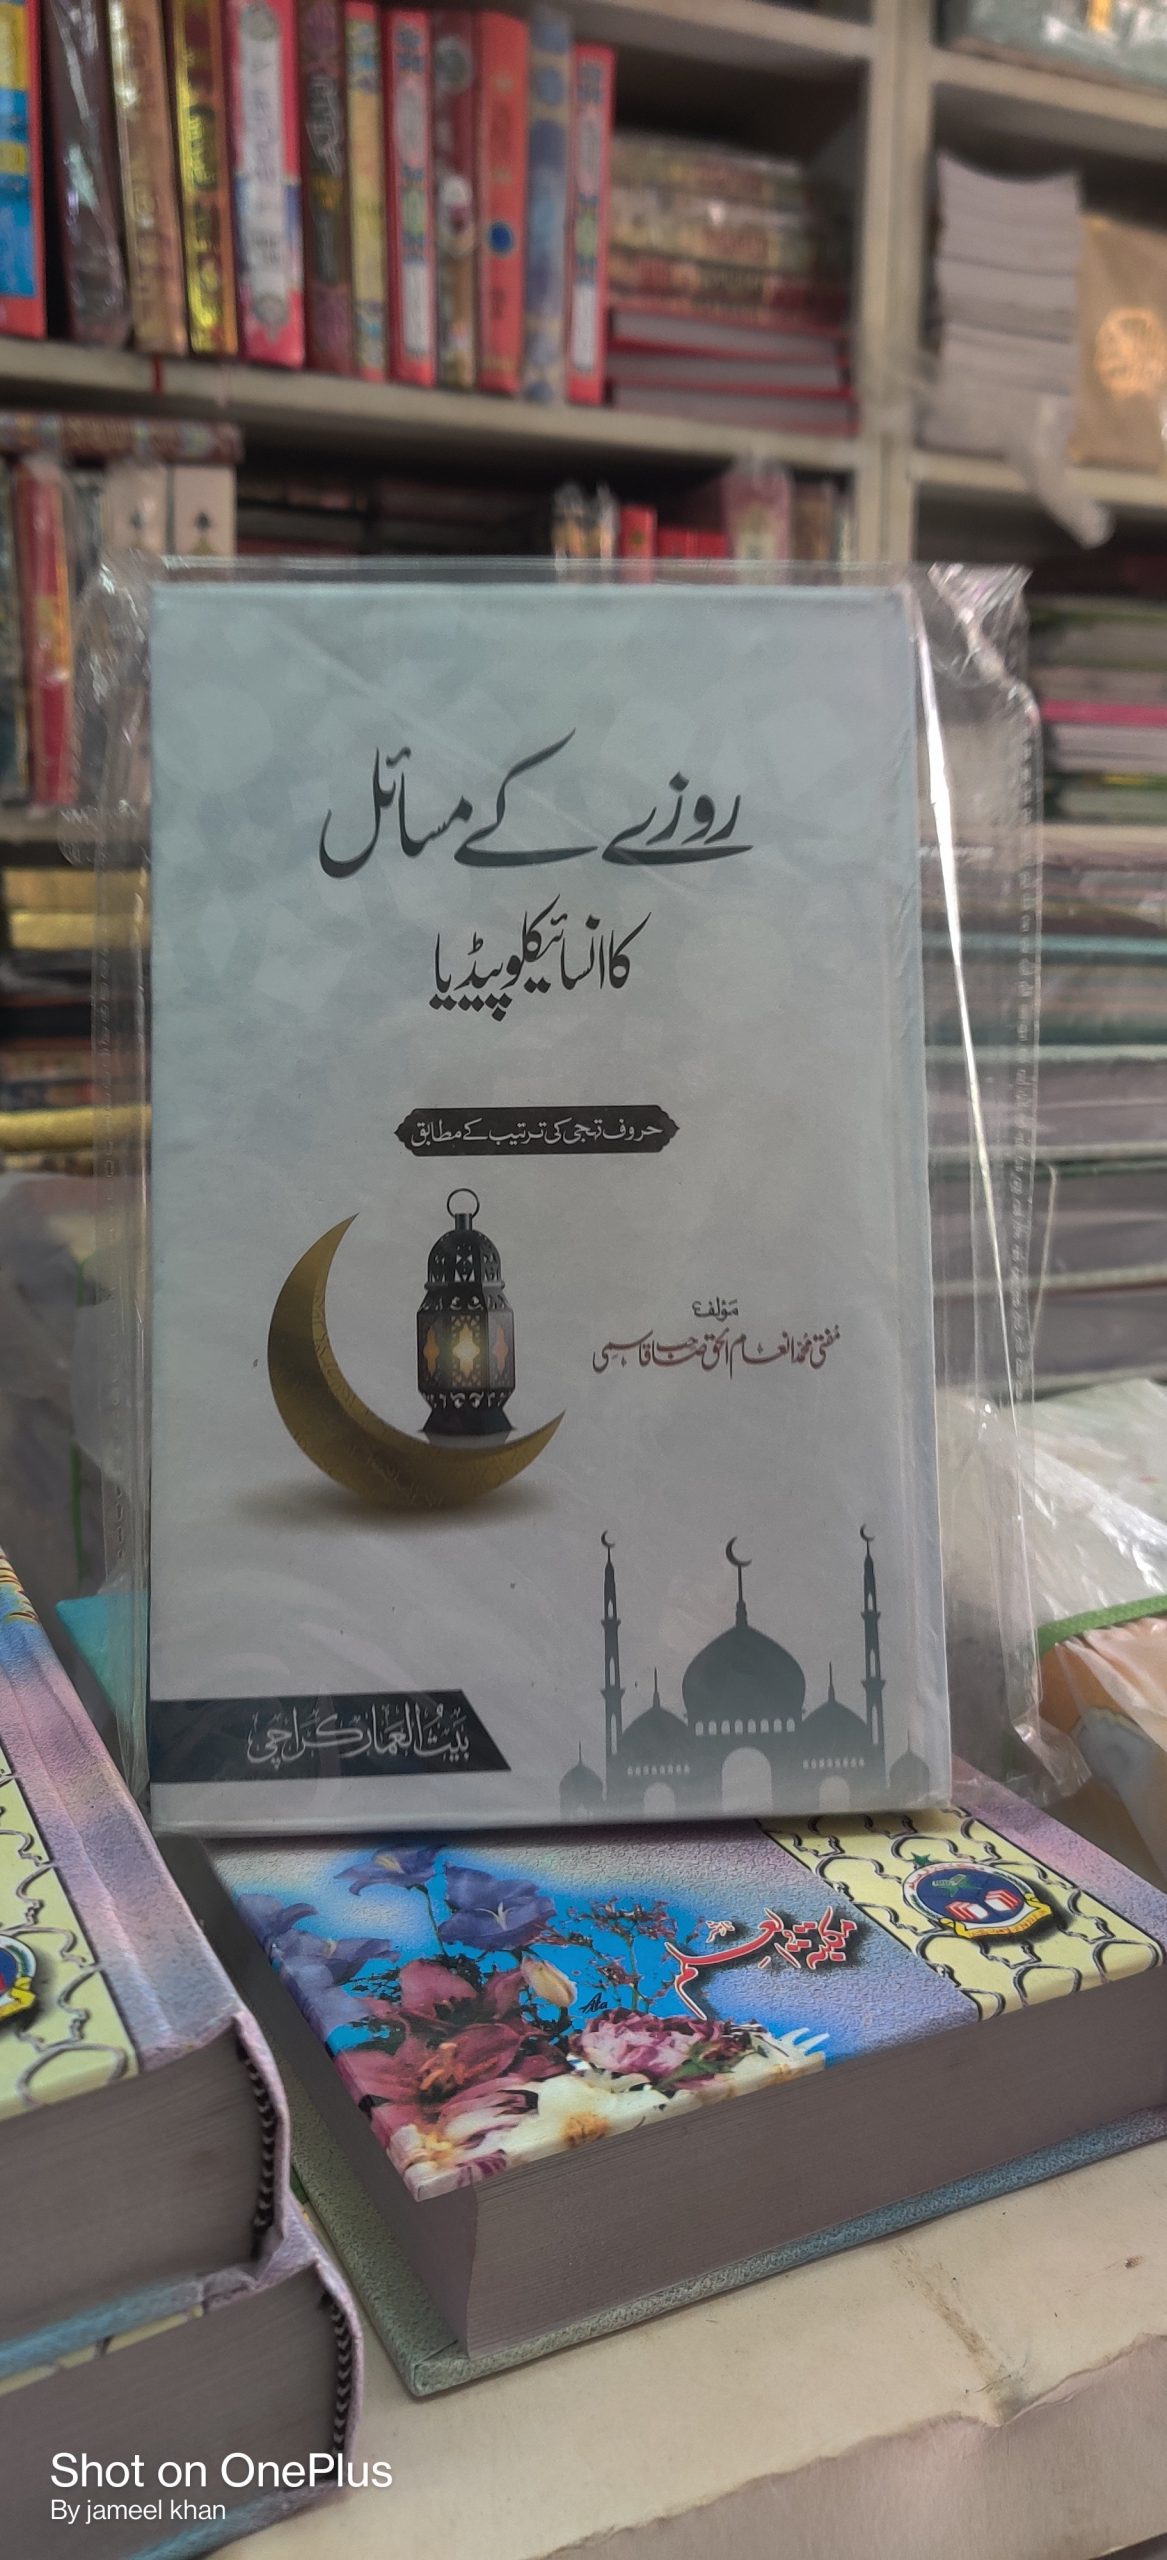 روزے کے مسائل
کا انسائیکلوپیڈیا
حروف تہجی کی ترتیب کے مطابق
مؤلف
مفتی محمد انعام الحق صاحب قاسمی
بیت العمار کراچی
Shot on OnePlus
By jameel khan